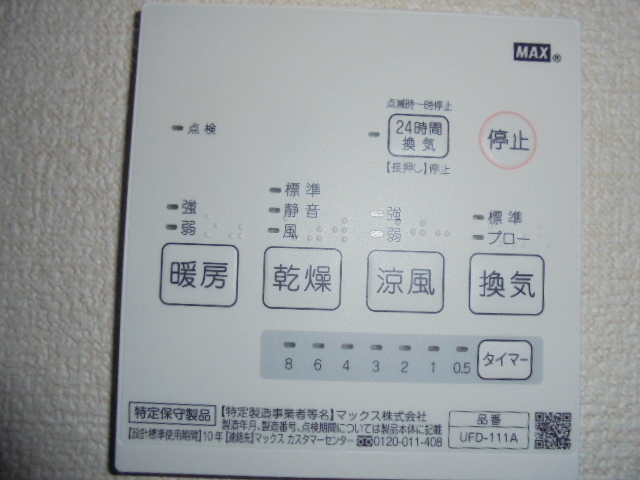 MAX®
点検
点滅時一時停止
24時間
換気
【長押し】停止
停止
強
弱
標準
静音
風
強
弱
標準
ブロー
暖房
乾燥
涼風
換気
8 6 4 3 2 1 0.5
タイマー
特定保守製品 【特定製造事業者等名】マックス株式会社
製造年月、製造番号、点検期間については製品本体に記載
【設計標準使用期間】10年【連絡先】マックス カスタマーセンター 0120-011-408
品番
UFD-111A